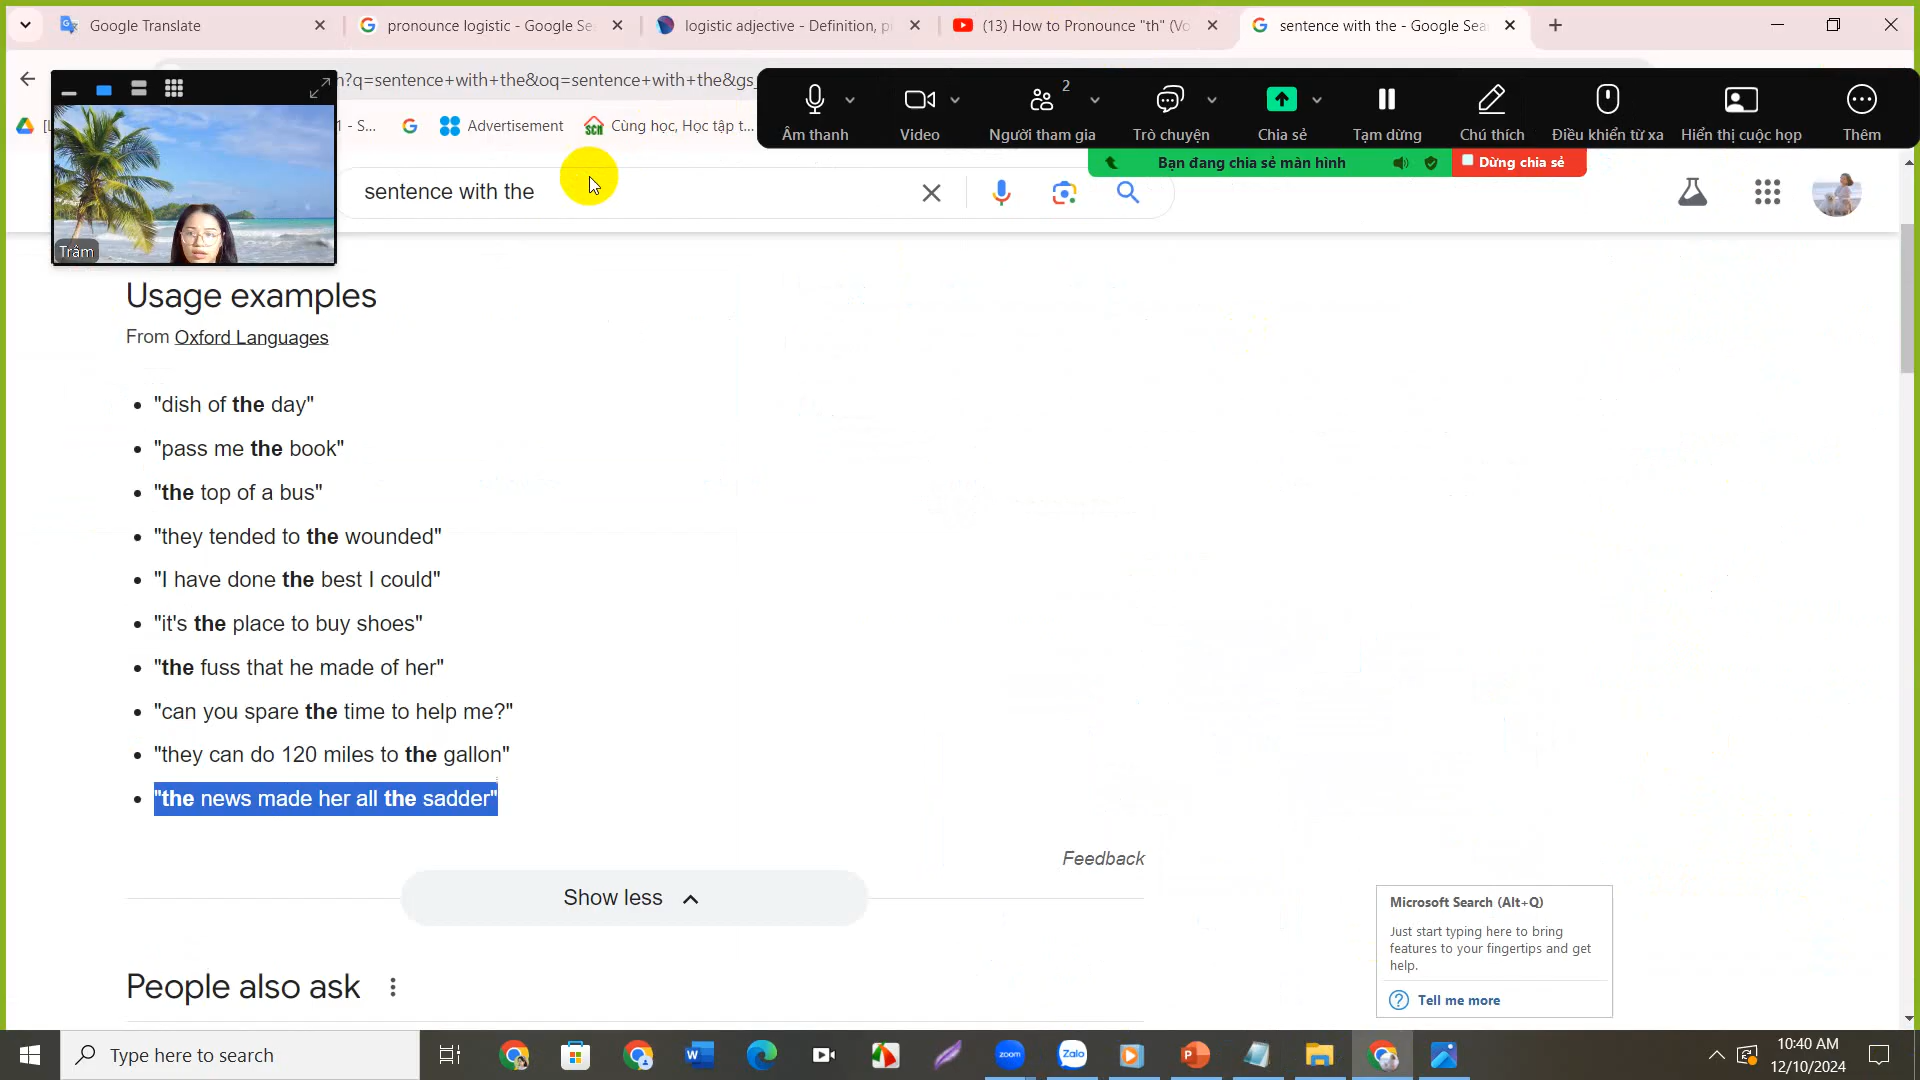 Google Translate
pronounce logistic - Google Se
logistic adjective - Definition, p
(13) How to Pronounce "th" (Vo
sentence with the - Google Sea
n?q=sentence+with+the&oq=sentence+with+the&gs_
1 - S...
Advertisement
Cùng học, Học tập t...
Âm thanh
Video
2
Người tham gia
Trò chuyện
Chia sẻ
Tạm dừng
Chú thích
Điều khiển từ xa
Hiển thị cuộc họp
Thêm
Bạn đang chia sẻ màn hình
Dừng chia sẻ
Trâm
sentence with the
Usage examples
From Oxford Languages
• "dish of the day"
• "pass me the book"
• "the top of a bus"
• "they tended to the wounded"
• "I have done the best I could"
• "it's the place to buy shoes"
• "the fuss that he made of her"
• "can you spare the time to help me?"
• "they can do 120 miles to the gallon"
• "the news made her all the sadder"
Feedback
Show less
People also ask
Microsoft Search (Alt+Q)
Just start typing here to bring
features to your fingertips and get
help.
Tell me more
Type here to search
zoom
Zalo
10:40 AM
12/10/2024